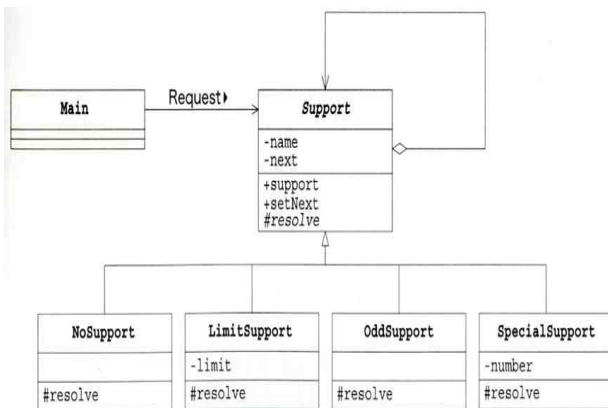 Request▶
Main
Support
-name
-next
+support
+setNext
#resolve
NoSupport
#resolve
LimitSupport
-limit
#resolve
OddSupport
#resolve
SpecialSupport
-number
#resolve